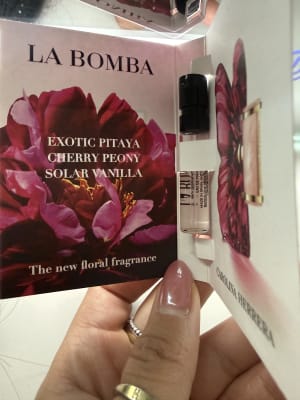 LA BOMBA
EXOTIC PITAYA
CHERRY PEONY
SOLAR VANILLA
The new floral fragrance
CAROLINA HERRERA